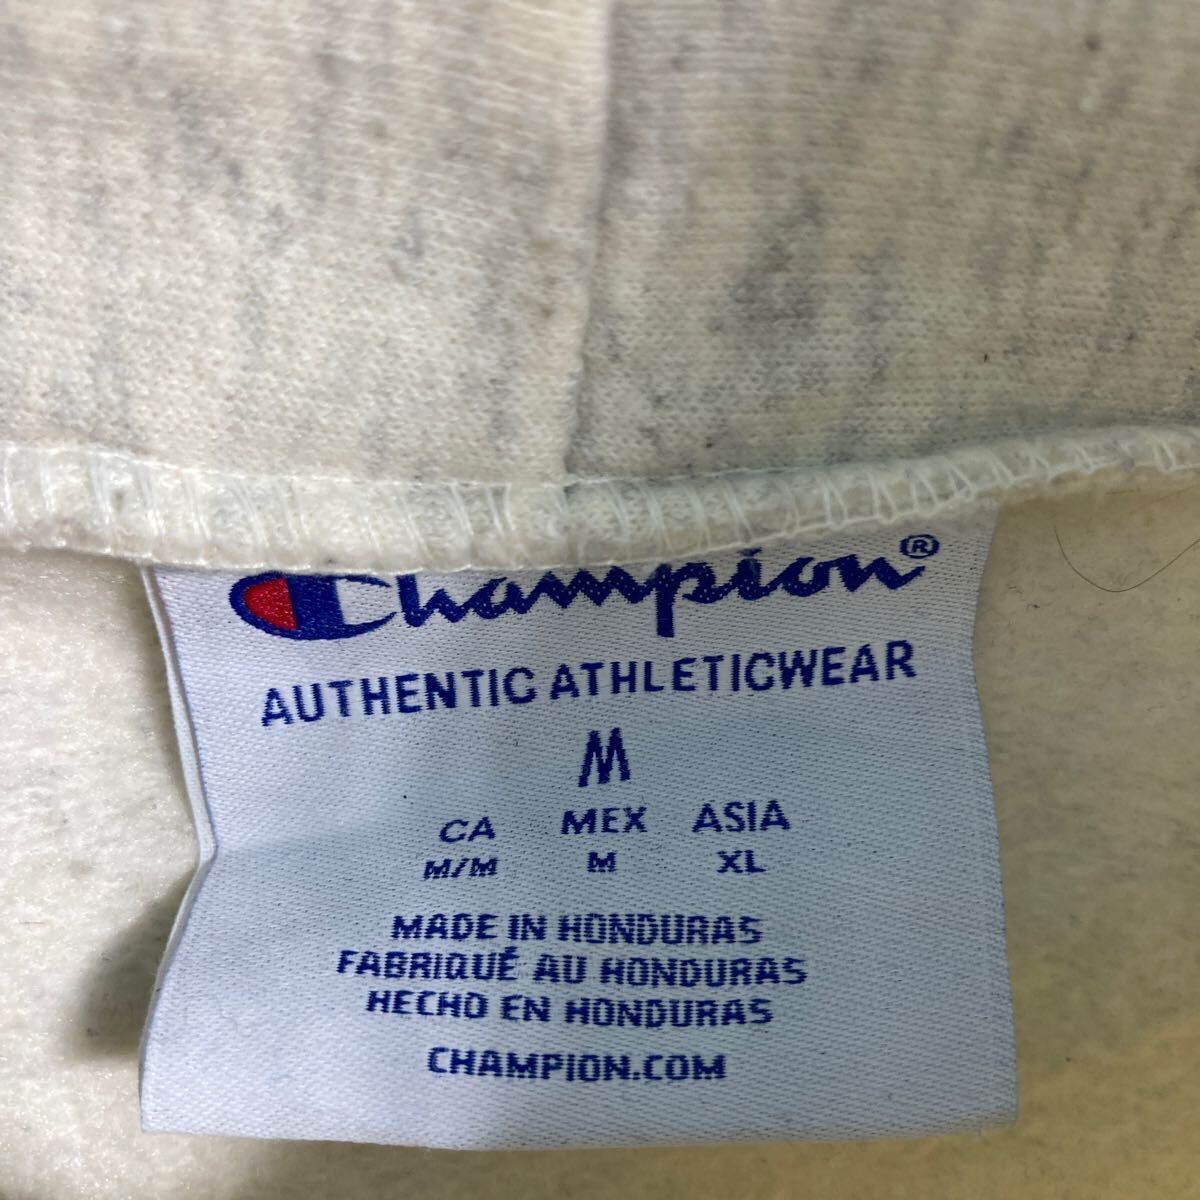 Champion®
AUTHENTIC ATHLETICWEAR
M
CA MEX ASIA
M/M M XL
MADE IN HONDURAS
FABRIQUÉ AU HONDURAS
HECHO EN HONDURAS
CHAMPION.COM